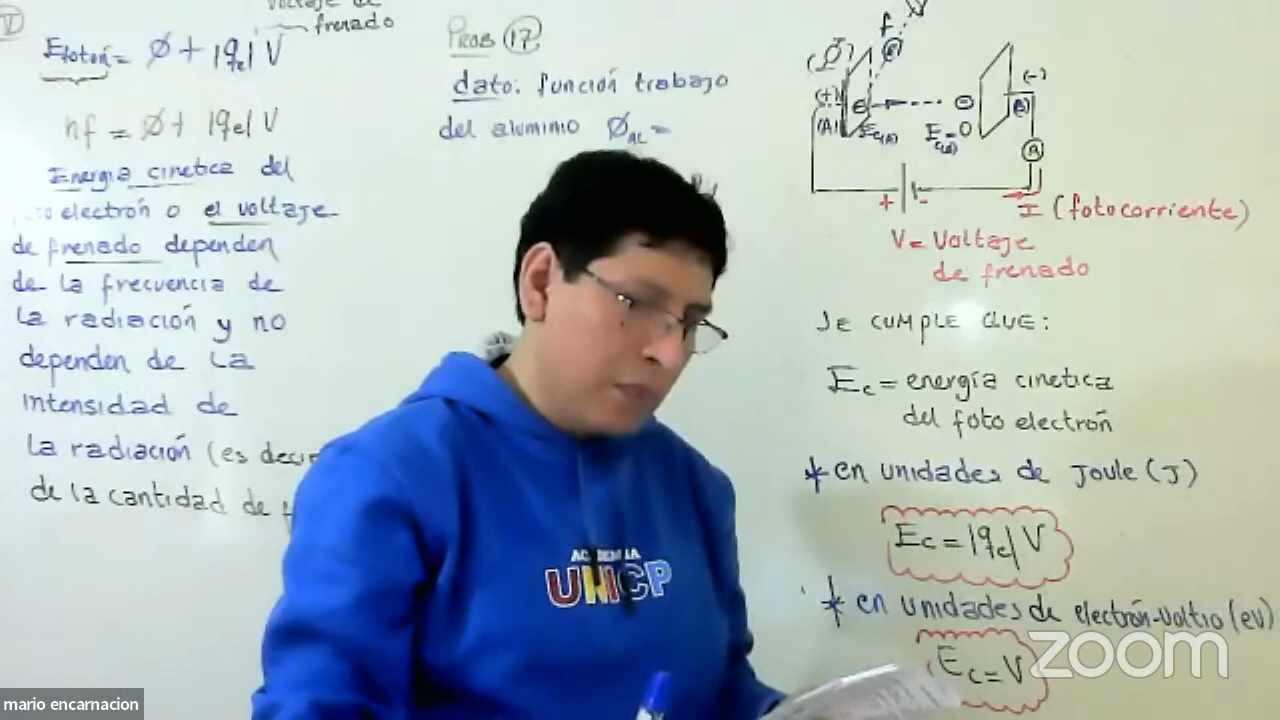 V
voltaje de
frenado
Efotón = Ø + |qe| V
hf = Ø + |qe| V
Energía cinetica del
electrón o el voltaje
de frenado dependen
de la frecuencia de
la radiación y no
dependen de la
intensidad de
la radiación (es decir
de la cantidad de
PROB 17
dato: función trabajo
del aluminio ØAL =
f
(Ø)
(+)
(A)
Ec(A)
Ec(B)=0
(-)
(B)
A
+ -
I (fotocorriente)
V= Voltaje
de frenado
SE CUMPLE QUE:
Ec = energía cinetica
del foto electrón
* en unidades de Joule (J)
Ec = |qe| V
* en unidades de electrón-voltio (eV)
Ec = V
ACADEMIA
UNICP
zoom
mario encarnacion